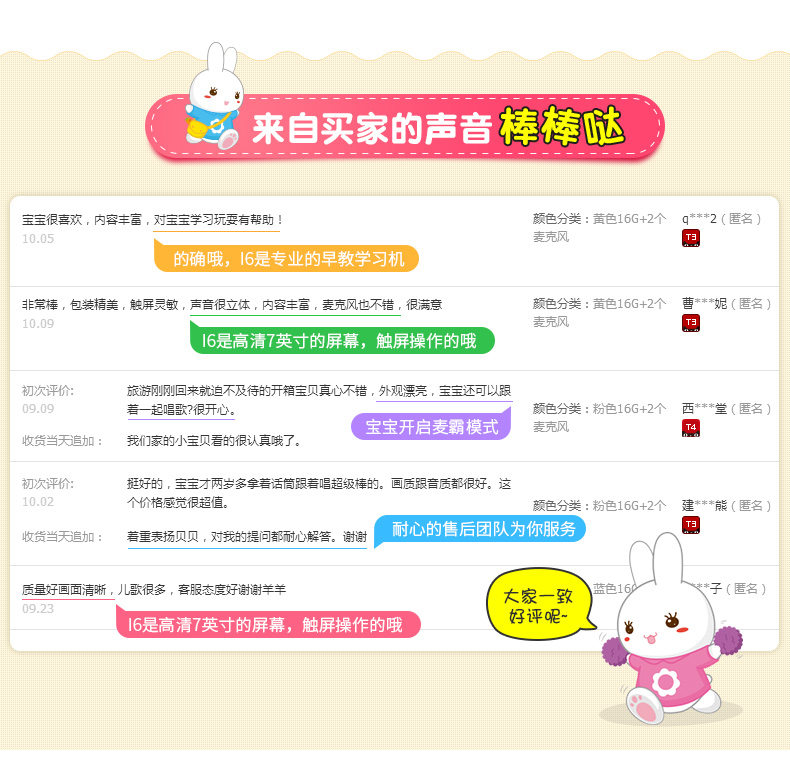 来自买家的声音 棒棒哒
宝宝很喜欢，内容丰富，对宝宝学习玩耍有帮助！
10.05
的确哦，I6是专业的早教学习机
颜色分类：黄色16G+2个
麦克风
q***2（匿名）
T3
非常棒，包装精美，触屏灵敏，声音很立体，内容丰富，麦克风也不错，很满意
10.09
I6是高清7英寸的屏幕，触屏操作的哦
颜色分类：黄色16G+2个
麦克风
曹***妮（匿名）
T3
初次评价:
09.09
旅游刚刚回来就迫不及待的开箱宝贝真心不错，外观漂亮，宝宝还可以跟
着一起唱歌?很开心。
宝宝开启麦霸模式
收货当天追加：
我们家的小宝贝看的很认真哦了。
颜色分类：粉色16G+2个
麦克风
西***堂（匿名）
T4
初次评价:
10.02
挺好的，宝宝才两岁多拿着话筒跟着唱超级棒的。画质跟音质都很好。这
个价格感觉很超值。
收货当天追加：
着重表扬贝贝，对我的提问都耐心解答。谢谢
耐心的售后团队为你服务
颜色分类：粉色16G+2个
建***熊（匿名）
T3
质量好画面清晰，儿歌很多，客服态度好谢谢羊羊
09.23
I6是高清7英寸的屏幕，触屏操作的哦
蓝色16G
**子（匿名）
大家一致
好评呢~